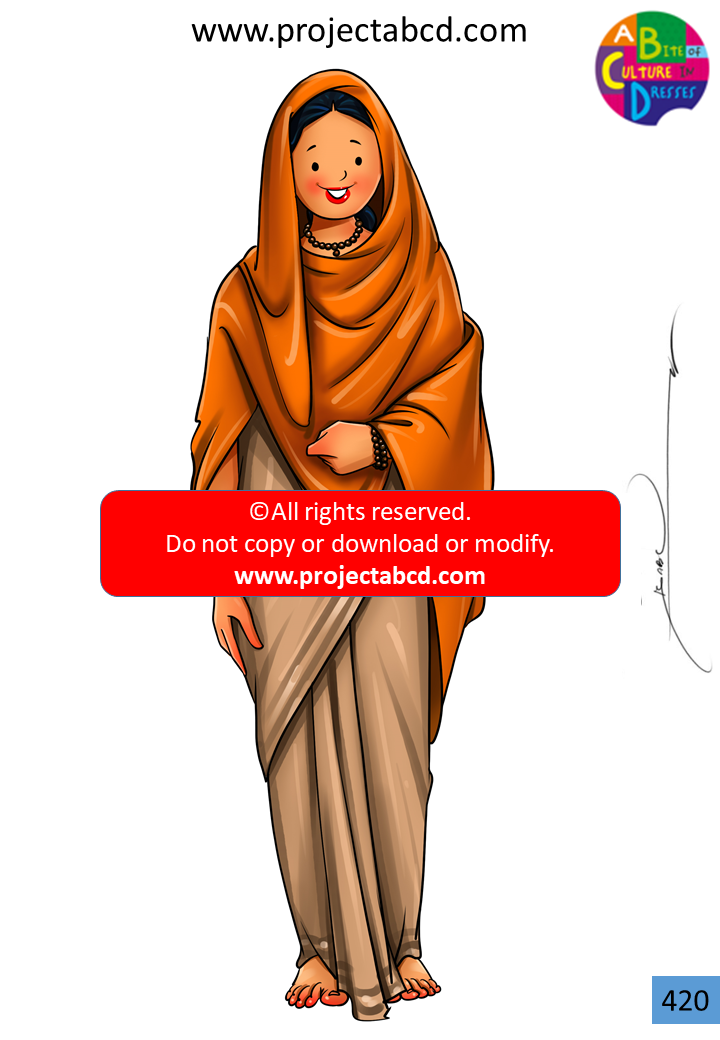 www.projectabcd.com
A BITE OF
CULTURE IN
DRESSES
©All rights reserved.
Do not copy or download or modify.
www.projectabcd.com
420